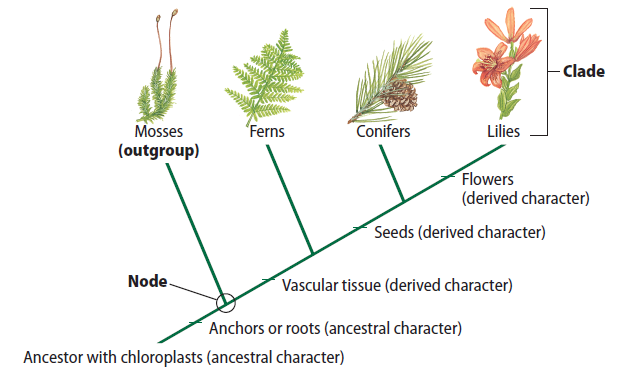 Clade
Mosses
(outgroup)
Ferns
Conifers
Lilies
Flowers
(derived character)
Seeds (derived character)
Node
Vascular tissue (derived character)
Anchors or roots (ancestral character)
Ancestor with chloroplasts (ancestral character)